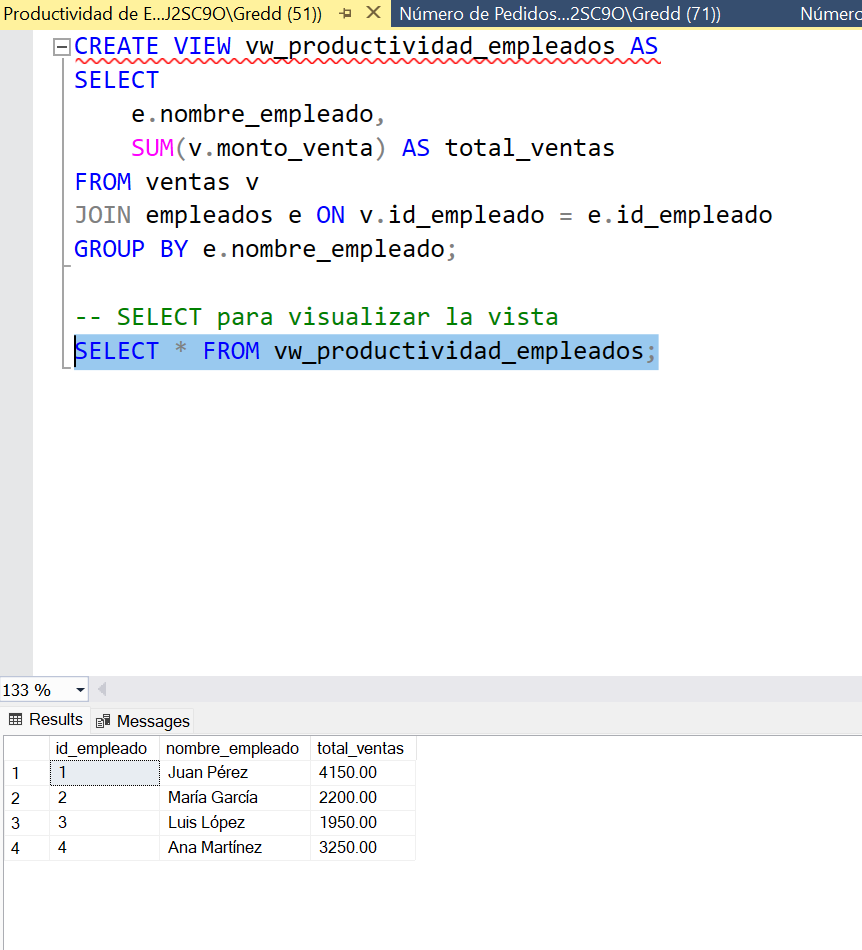 Productividad de E...J2SC9O\Gredd (51)) Número de Pedidos...2SC9O\Gredd (71)) Número
CREATE VIEW vw_productividad_empleados AS
SELECT
e.nombre_empleado,
SUM(v.monto_venta) AS total_ventas
FROM ventas v
JOIN empleados e ON v.id_empleado = e.id_empleado
GROUP BY e.nombre_empleado;
-- SELECT para visualizar la vista
SELECT * FROM vw_productividad_empleados;
133 %
Results Messages
id_empleado nombre_empleado total_ventas
1 1 Juan Pérez 4150.00
2 2 María García 2200.00
3 3 Luis López 1950.00
4 4 Ana Martínez 3250.00